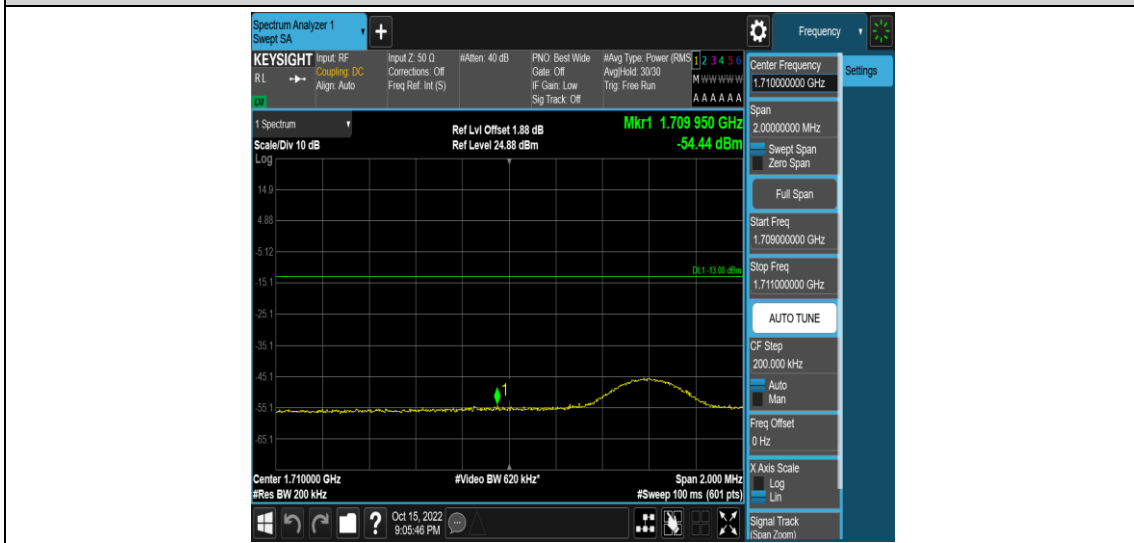 Spectrum Analyzer 1
Swept SA
+
Frequency
KEYSIGHT
RL
LXI
Input: RF
Coupling: DC
Align: Auto
Input Z: 50 Ω
Corrections: Off
Freq Ref: Int (S)
#Atten: 40 dB
PNO: Best Wide
Gate: Off
IF Gain: Low
Sig Track: Off
#Avg Type: Power (RMS
Avg|Hold: 30/30
Trig: Free Run
1 2 3 4 5 6
M W W W W W
A A A A A A
1 Spectrum
Scale/Div 10 dB
Ref Lvl Offset 1.88 dB
Ref Level 24.88 dBm
Mkr1 1.709 950 GHz
-54.44 dBm
Log
14.9
4.88
-5.12
-15.1
-25.1
-35.1
-45.1
-55.1
-65.1
DL1 -13.00 dBm
1
Center 1.710000 GHz
#Res BW 200 kHz
#Video BW 620 kHz*
Span 2.000 MHz
#Sweep 100 ms (601 pts)
?
Oct 15, 2022
9:05:46 PM
Center Frequency
1.710000000 GHz
Settings
Span
2.00000000 MHz
Swept Span
Zero Span
Full Span
Start Freq
1.709000000 GHz
Stop Freq
1.711000000 GHz
AUTO TUNE
CF Step
200.000 kHz
Auto
Man
Freq Offset
0 Hz
X Axis Scale
Log
Lin
Signal Track
(Span Zoom)